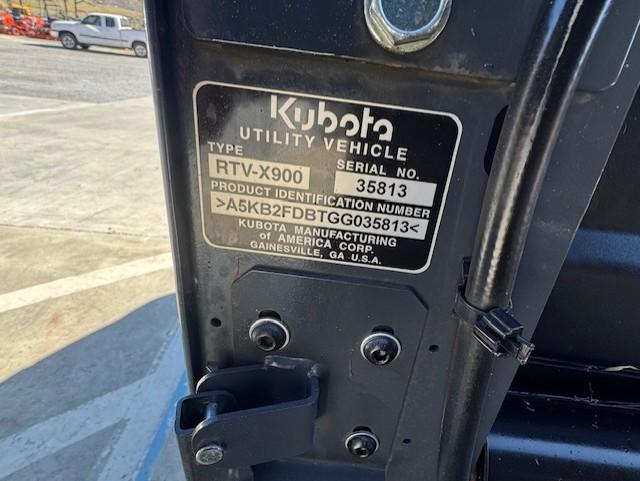 Kubota
UTILITY VEHICLE
TYPE SERIAL NO.
RTV-X900 35813
PRODUCT IDENTIFICATION NUMBER
>A5KB2FDBTGG035813<
KUBOTA MANUFACTURING
of AMERICA CORP.
GAINESVILLE, GA U.S.A.